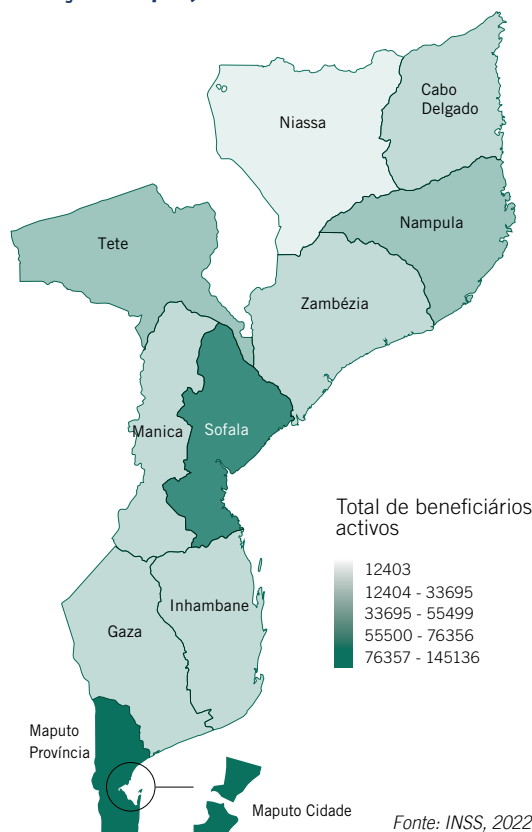 Cabo
Delgado
Niassa
Nampula
Tete
Zambézia
Manica
Sofala
Total de beneficiários
activos
12403
12404 - 33695
33695 - 55499
55500 - 76356
76357 - 145136
Inhambane
Gaza
Maputo
Província
Maputo Cidade
Fonte: INSS, 2022